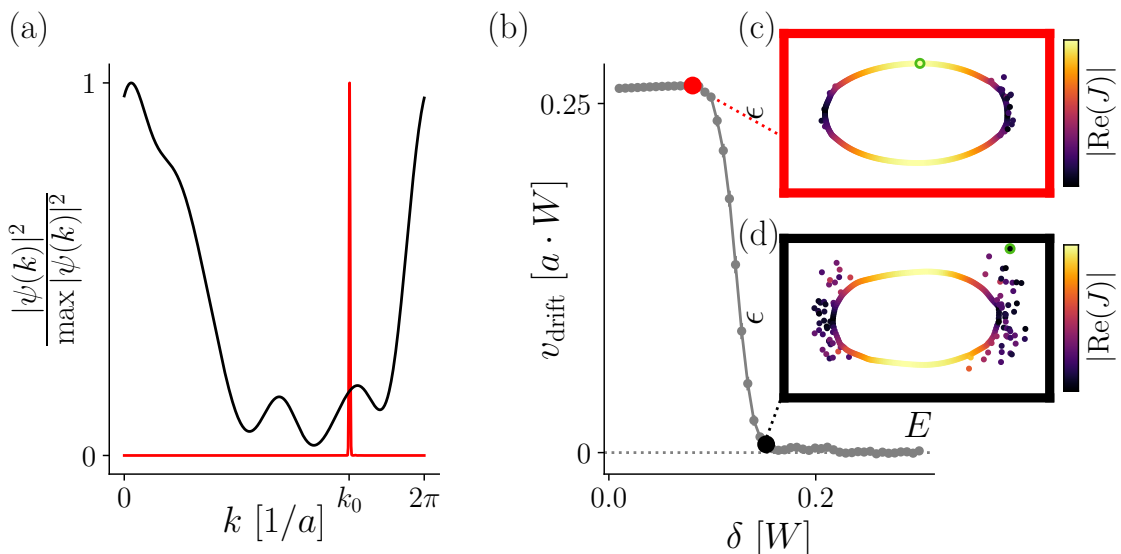 (a)
1
0
|ψ(k)|²
max |ψ(k)|²
0
k₀
2π
k [1/a]
(b)
0.25
0
v_drift [a · W]
0.0
0.2
δ [W]
(c)
ϵ
|Re(J)|
(d)
ϵ
E
|Re(J)|